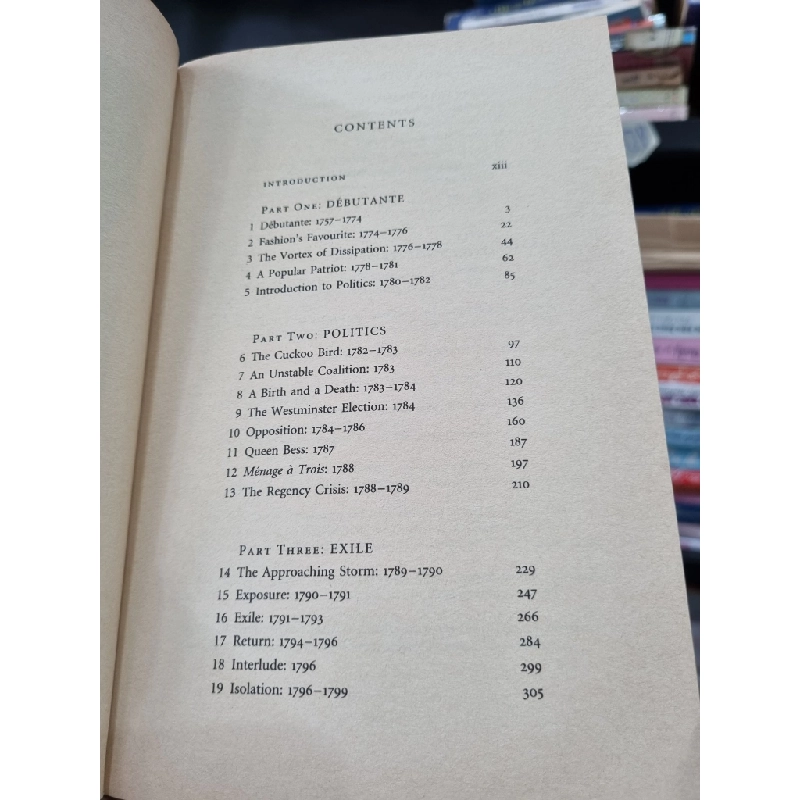 CONTENTS
INTRODUCTION xiii
PART ONE: DÉBUTANTE
1 Débutante: 1757–1774 3
2 Fashion's Favourite: 1774–1776 22
3 The Vortex of Dissipation: 1776–1778 44
4 A Popular Patriot: 1778–1781 62
5 Introduction to Politics: 1780–1782 85
PART TWO: POLITICS
6 The Cuckoo Bird: 1782–1783 97
7 An Unstable Coalition: 1783 110
8 A Birth and a Death: 1783–1784 120
9 The Westminster Election: 1784 136
10 Opposition: 1784–1786 160
11 Queen Bess: 1787 187
12 Ménage à Trois: 1788 197
13 The Regency Crisis: 1788–1789 210
PART THREE: EXILE
14 The Approaching Storm: 1789–1790 229
15 Exposure: 1790–1791 247
16 Exile: 1791–1793 266
17 Return: 1794–1796 284
18 Interlude: 1796 299
19 Isolation: 1796–1799 305